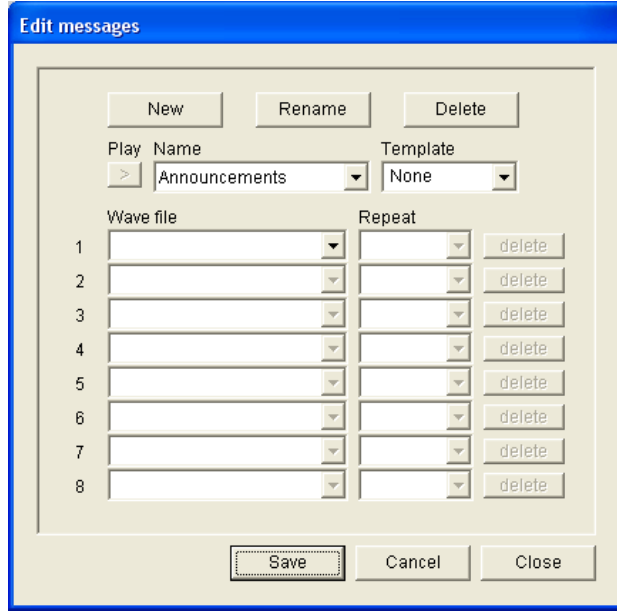 Edit messages
New Rename Delete
Play Name Template
> Announcements None
Wave file Repeat
1 delete
2 delete
3 delete
4 delete
5 delete
6 delete
7 delete
8 delete
Save Cancel Close